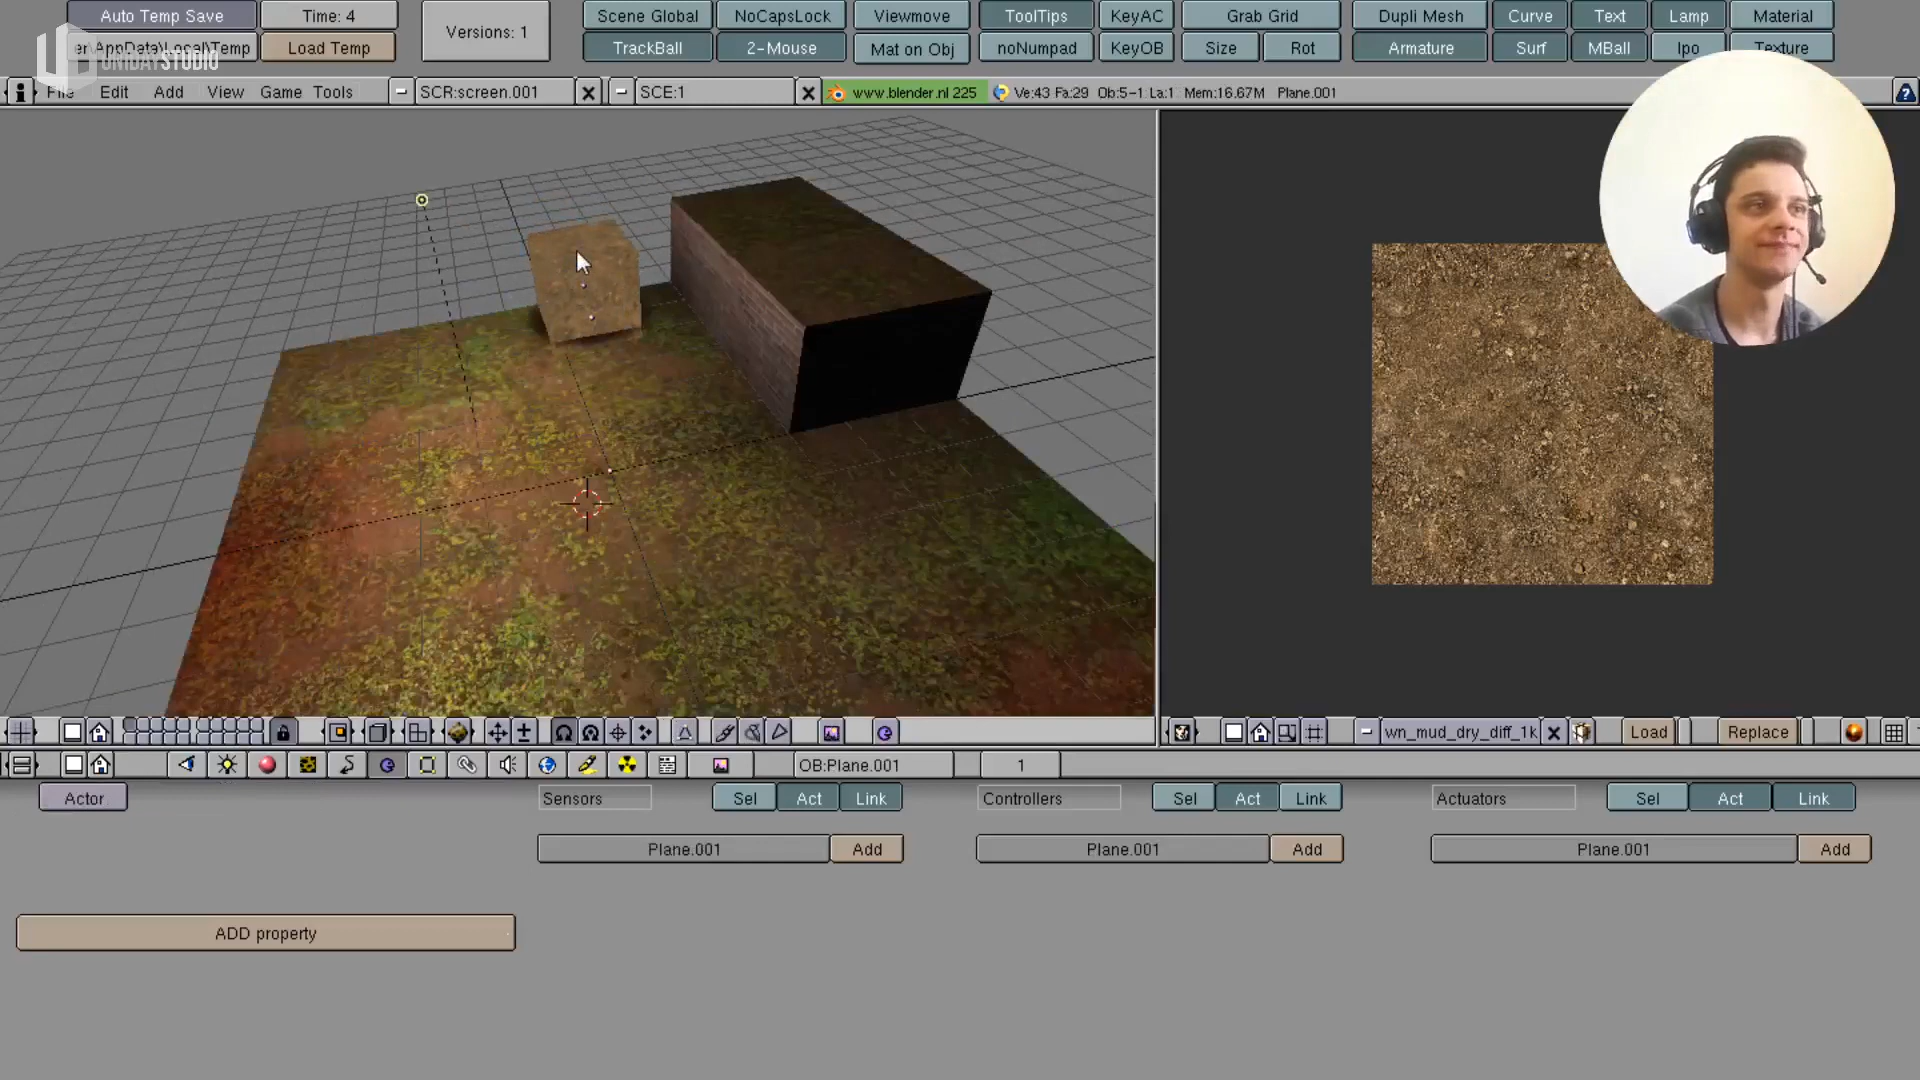 Auto Temp Save Time: 4 Versions: 1 Scene Global NoCapsLock Viewmove ToolTips KeyAC Grab Grid Dupli Mesh Curve Text Lamp Material
er\AppData\Local\Temp Load Temp TrackBall 2-Mouse Mat on Obj noNumpad KeyOB Size Rot Armature Surf MBall Ipo Texture
UNIDAYSTUDIO
File Edit Add View Game Tools SCR:screen.001 SCE:1 www.blender.nl 225 Ve:43 Fa:29 Ob:5-1 La:1 Mem:16.67M Plane.001
wn_mud_dry_diff_1k Load Replace
OB:Plane.001 1
Actor Sensors Sel Act Link Controllers Sel Act Link Actuators Sel Act Link
Plane.001 Add Plane.001 Add Plane.001 Add
ADD property